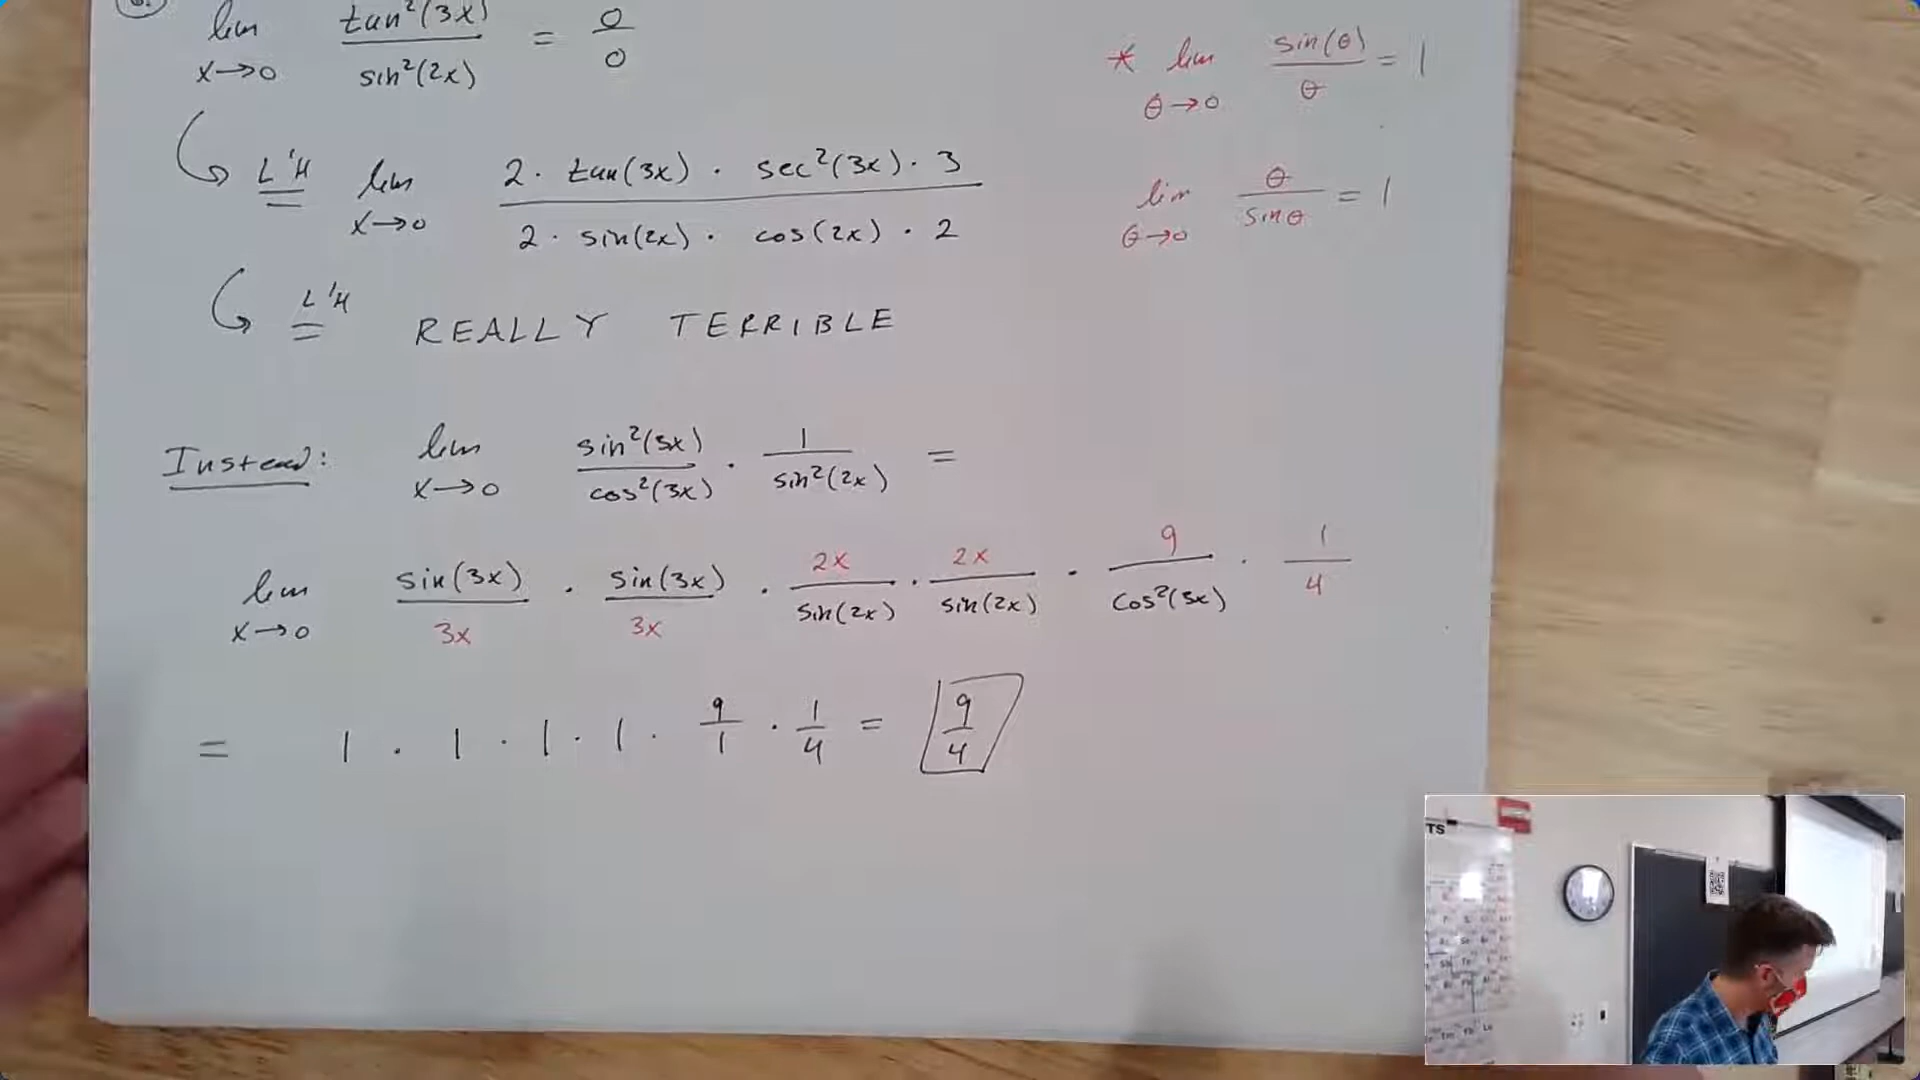 lim x→0 tan²(3x) / sin²(2x) = 0/0
* lim θ→0 sin(θ)/θ = 1
L'H = lim x→0 2 · tan(3x) · sec²(3x) · 3 / 2 · sin(2x) · cos(2x) · 2
lim θ→0 θ/sinθ = 1
L'H = REALLY TERRIBLE
Instead: lim x→0 sin²(3x)/cos²(3x) · 1/sin²(2x) =
lim x→0 sin(3x)/3x · sin(3x)/3x · 2x/sin(2x) · 2x/sin(2x) · 9/cos²(3x) · 1/4
= 1 · 1 · 1 · 1 · 9/1 · 1/4 = 9/4
TS